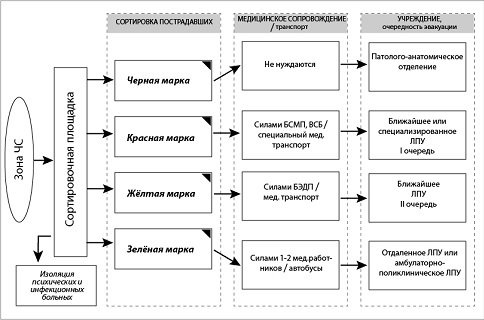 СОРТИРОВКА ПОСТРАДАВШИХ
МЕДИЦИНСКОЕ СОПРОВОЖДЕНИЕ
/ транспорт
УЧРЕЖДЕНИЕ,
очередность эвакуации
Зона ЧС
Сортировочная площадка
Черная марка
Не нуждаются
Патолого-анатомическое
отделение
Красная марка
Силами БСМП, ВСБ /
специальный мед.
транспорт
Ближайшее или
специализированное
ЛПУ
I очередь
Жёлтая марка
Силами БЭДП /
мед. транспорт
Ближайшее
ЛПУ
II очередь
Зелёная марка
Силами 1-2 мед.работ-
ников / автобусы
Отдаленное ЛПУ или
амбулаторно-
поликлиническое ЛПУ
Изоляция
психических и
инфекционных
больных